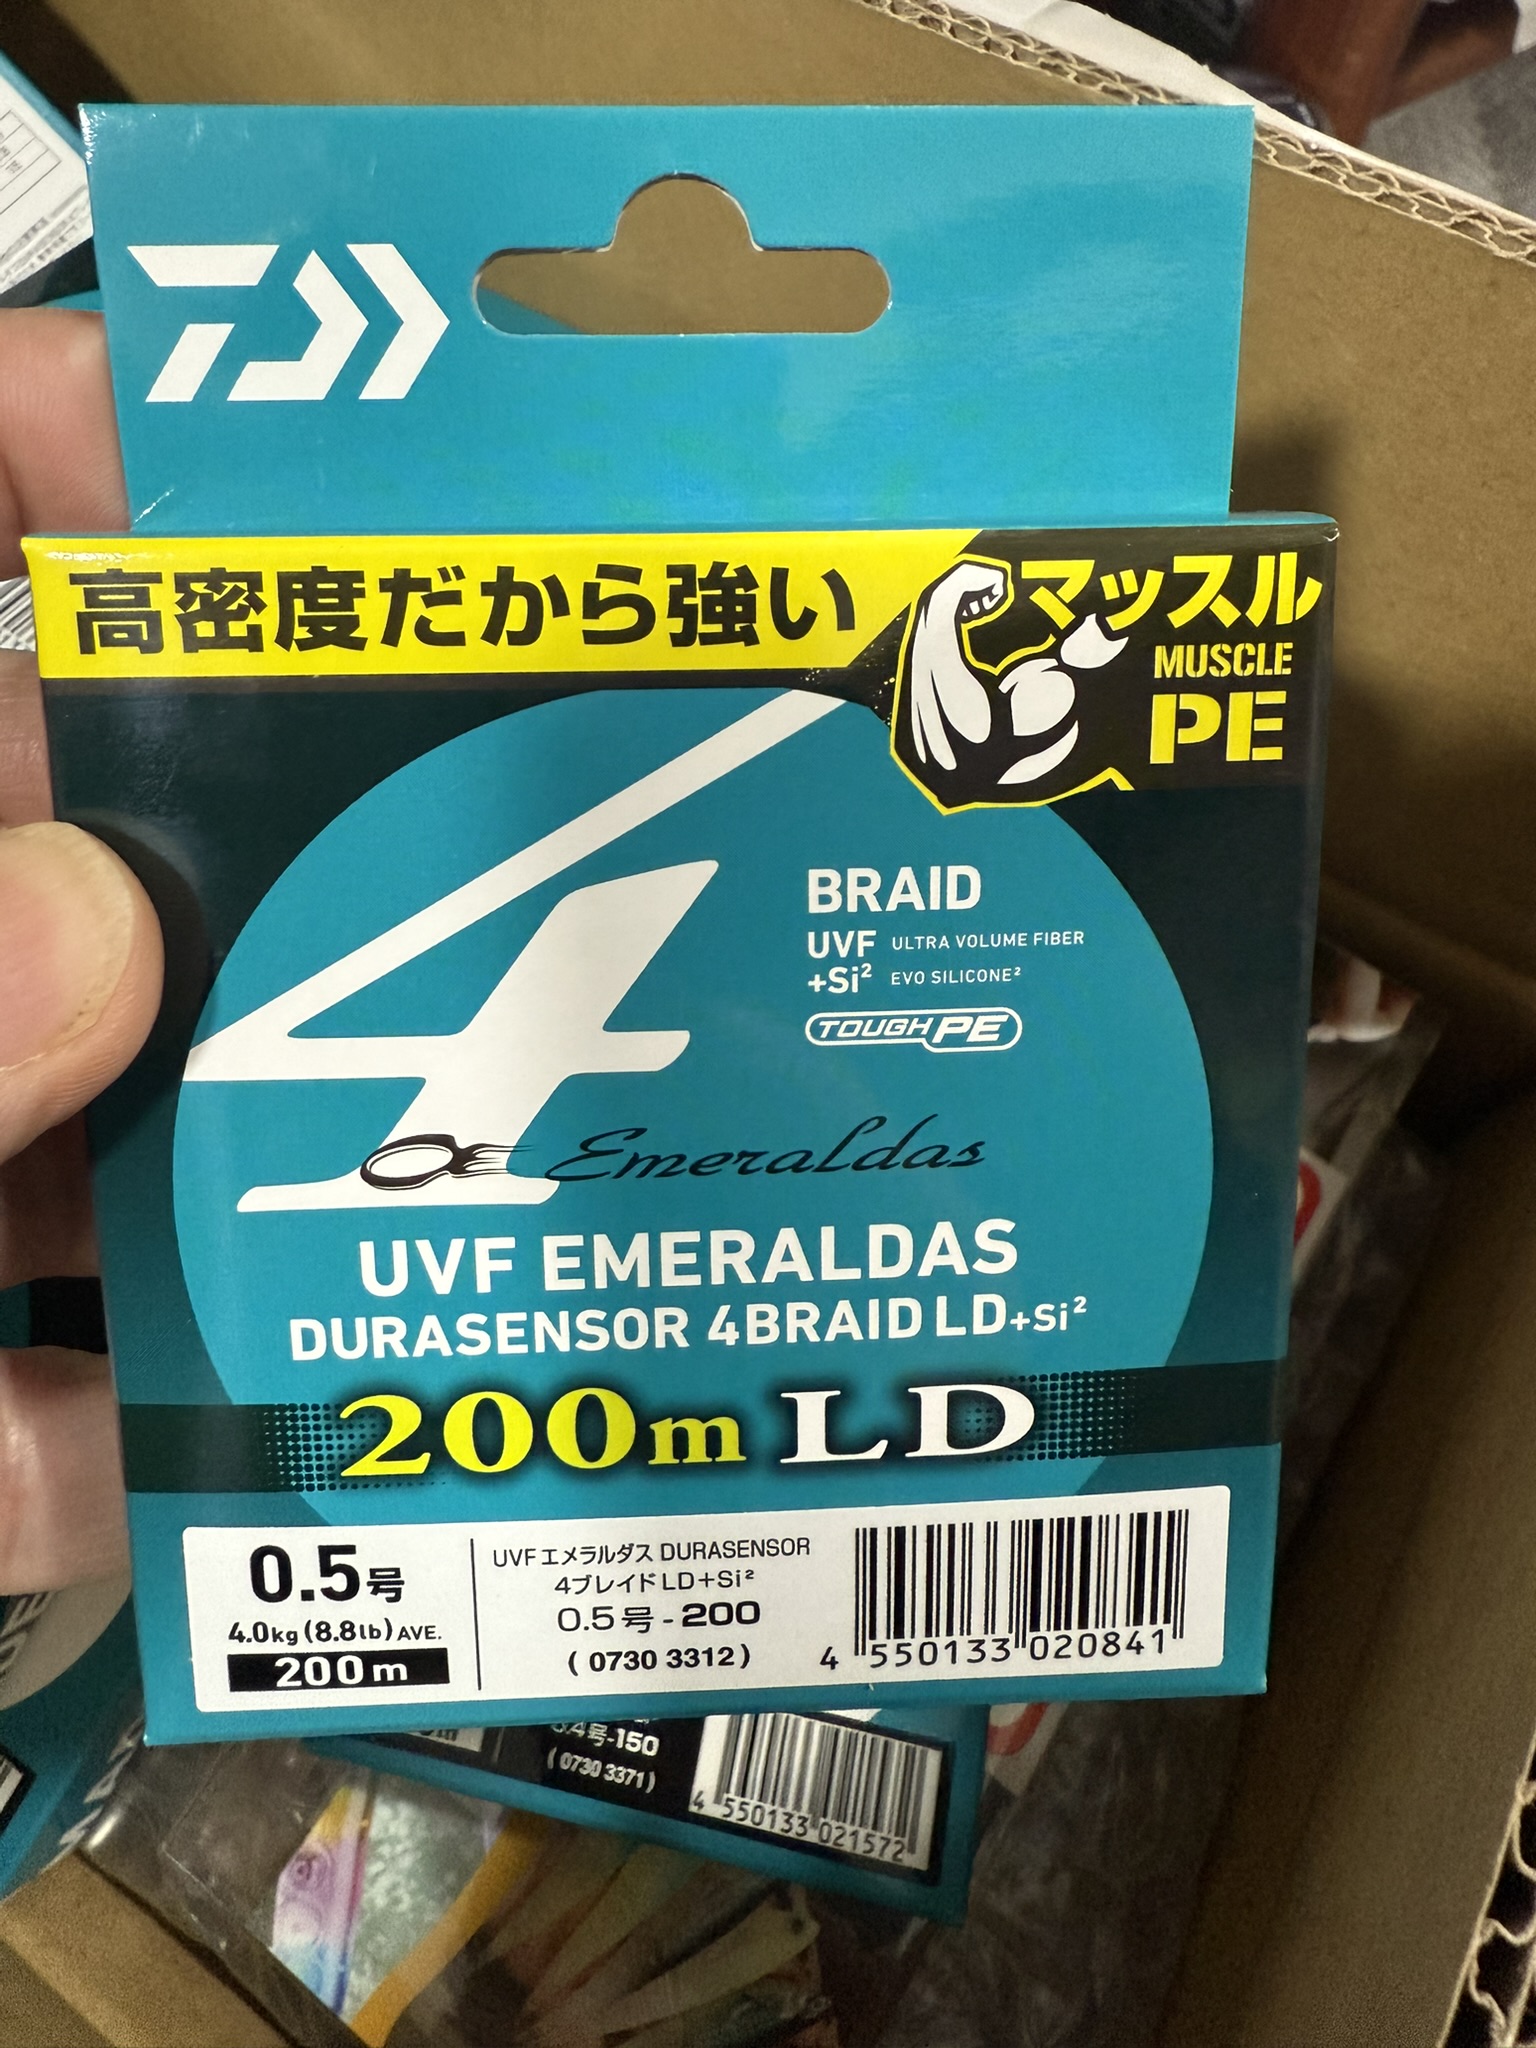 高密度だから強い
マッスル
MUSCLE
PE
4
BRAID
UVF ULTRA VOLUME FIBER
+Si² EVO SILICONE²
TOUGH PE
Emeraldas
UVF EMERALDAS
DURASENSOR 4BRAID LD+Si²
200m LD
0.5号
4.0kg (8.8lb) AVE.
200m
UVFエメラルダス DURASENSOR
4ブレイドLD+Si²
0.5号-200
( 0730 3312 )
4 550133 020841
号-150
( 0730 3371 )
4 550133 021572